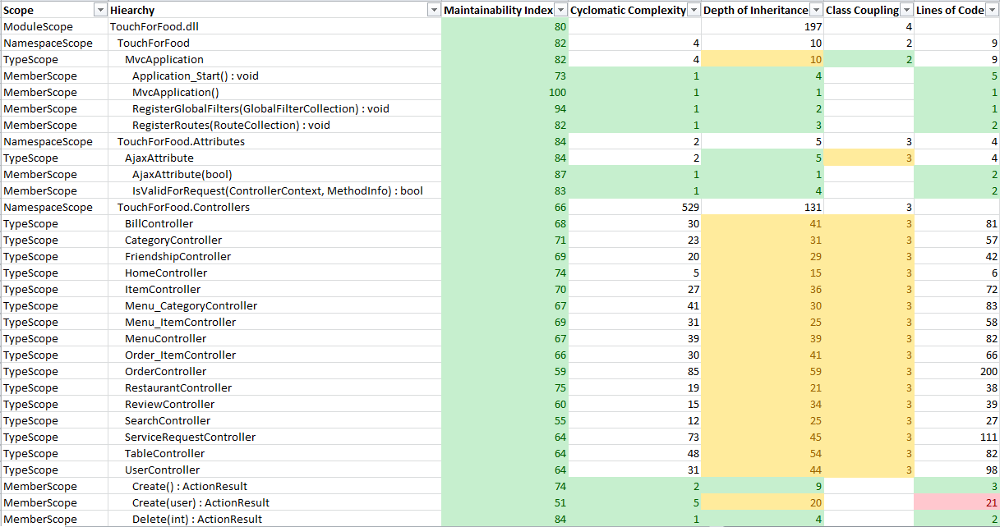 Scope Hiearchy Maintainability Index Cyclomatic Complexity Depth of Inheritance Class Coupling Lines of Code
ModuleScope TouchForFood.dll 80 197 4
NamespaceScope TouchForFood 82 4 10 2 9
TypeScope MvcApplication 82 4 10 2 9
MemberScope Application_Start() : void 73 1 4 5
MemberScope MvcApplication() 100 1 1 1
MemberScope RegisterGlobalFilters(GlobalFilterCollection) : void 94 1 2 1
MemberScope RegisterRoutes(RouteCollection) : void 82 1 3 2
NamespaceScope TouchForFood.Attributes 84 2 5 3 4
TypeScope AjaxAttribute 84 2 5 3 4
MemberScope AjaxAttribute(bool) 87 1 1 2
MemberScope IsValidForRequest(ControllerContext, MethodInfo) : bool 83 1 4 2
NamespaceScope TouchForFood.Controllers 66 529 131 3
TypeScope BillController 68 30 41 3 81
TypeScope CategoryController 71 23 31 3 57
TypeScope FriendshipController 69 20 29 3 42
TypeScope HomeController 74 5 15 3 6
TypeScope ItemController 70 27 36 3 72
TypeScope Menu_CategoryController 67 41 30 3 83
TypeScope Menu_ItemController 69 31 25 3 58
TypeScope MenuController 67 39 39 3 82
TypeScope Order_ItemController 66 30 41 3 66
TypeScope OrderController 59 85 59 3 200
TypeScope RestaurantController 75 19 21 3 38
TypeScope ReviewController 60 15 34 3 39
TypeScope SearchController 55 12 25 3 27
TypeScope ServiceRequestController 64 73 45 3 111
TypeScope TableController 64 48 54 3 82
TypeScope UserController 64 31 44 3 98
MemberScope Create() : ActionResult 74 2 9 3
MemberScope Create(user) : ActionResult 51 5 20 21
MemberScope Delete(int) : ActionResult 84 1 4 2